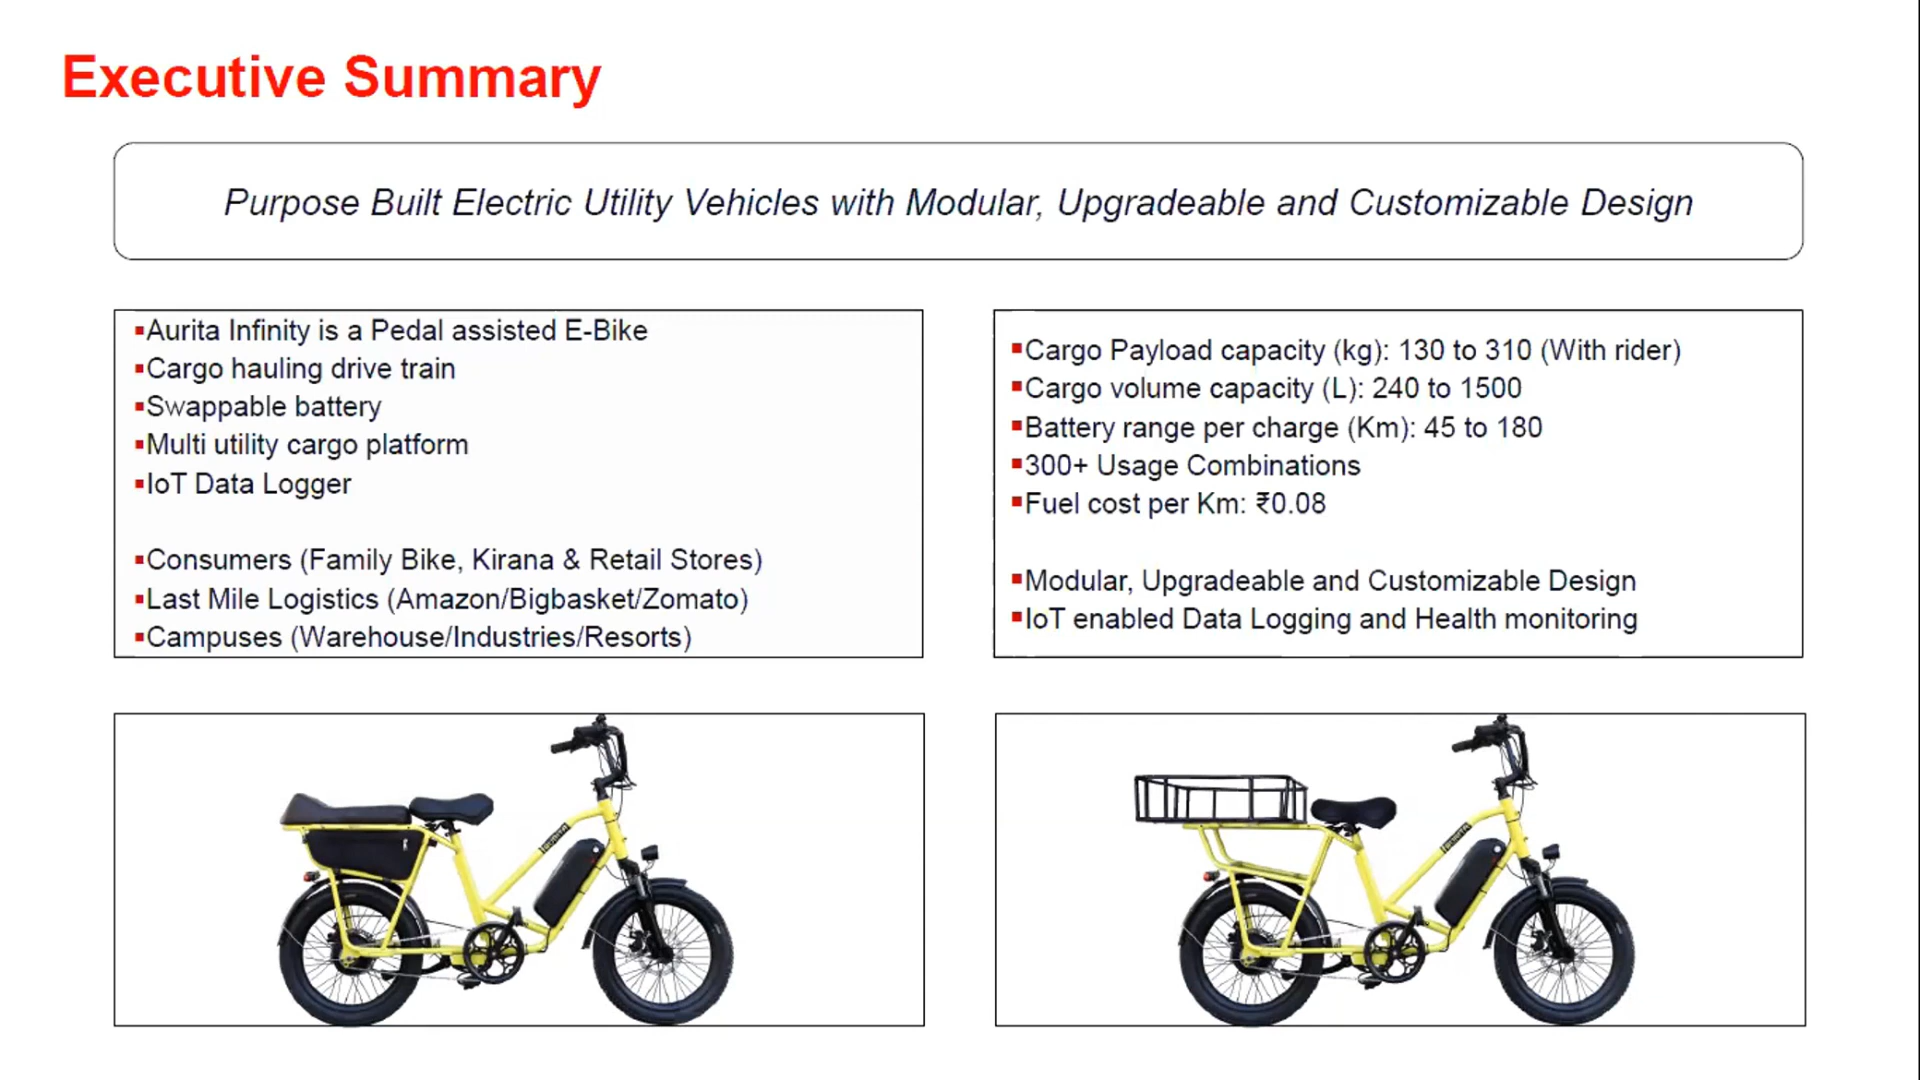 Executive Summary
Purpose Built Electric Utility Vehicles with Modular, Upgradeable and Customizable Design
▪Aurita Infinity is a Pedal assisted E-Bike
▪Cargo hauling drive train
▪Swappable battery
▪Multi utility cargo platform
▪IoT Data Logger
▪Consumers (Family Bike, Kirana & Retail Stores)
▪Last Mile Logistics (Amazon/Bigbasket/Zomato)
▪Campuses (Warehouse/Industries/Resorts)
▪Cargo Payload capacity (kg): 130 to 310 (With rider)
▪Cargo volume capacity (L): 240 to 1500
▪Battery range per charge (Km): 45 to 180
▪300+ Usage Combinations
▪Fuel cost per Km: ₹0.08
▪Modular, Upgradeable and Customizable Design
▪IoT enabled Data Logging and Health monitoring